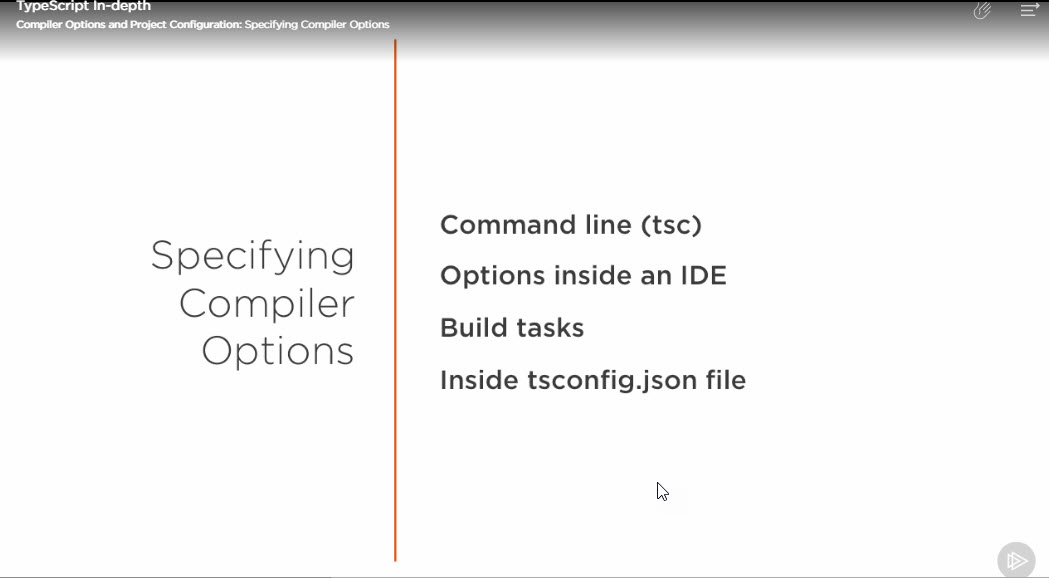 TypeScript In-depth
Compiler Options and Project Configuration: Specifying Compiler Options
Specifying
Compiler
Options
Command line (tsc)
Options inside an IDE
Build tasks
Inside tsconfig.json file